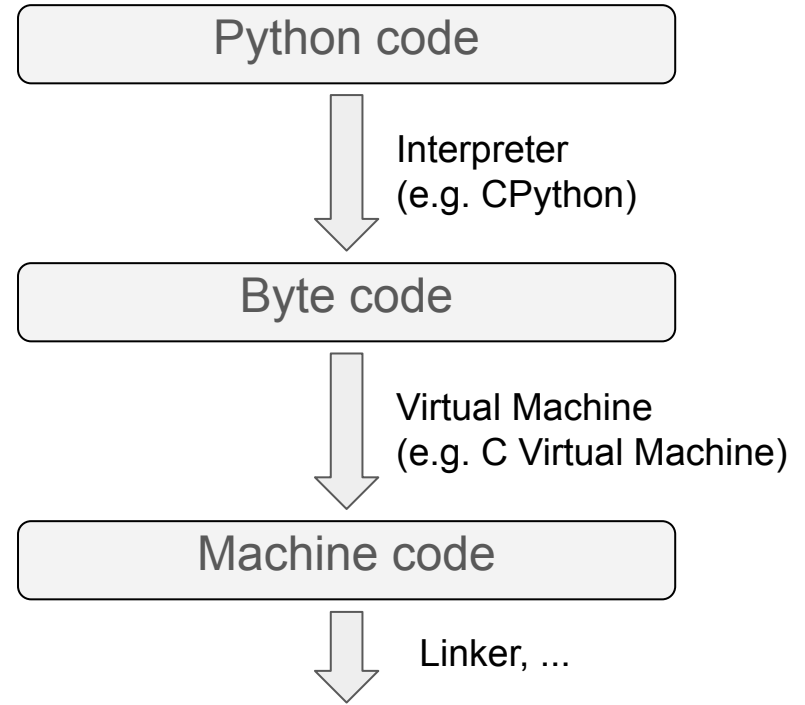 Python code
Interpreter
(e.g. CPython)
Byte code
Virtual Machine
(e.g. C Virtual Machine)
Machine code
Linker, ...